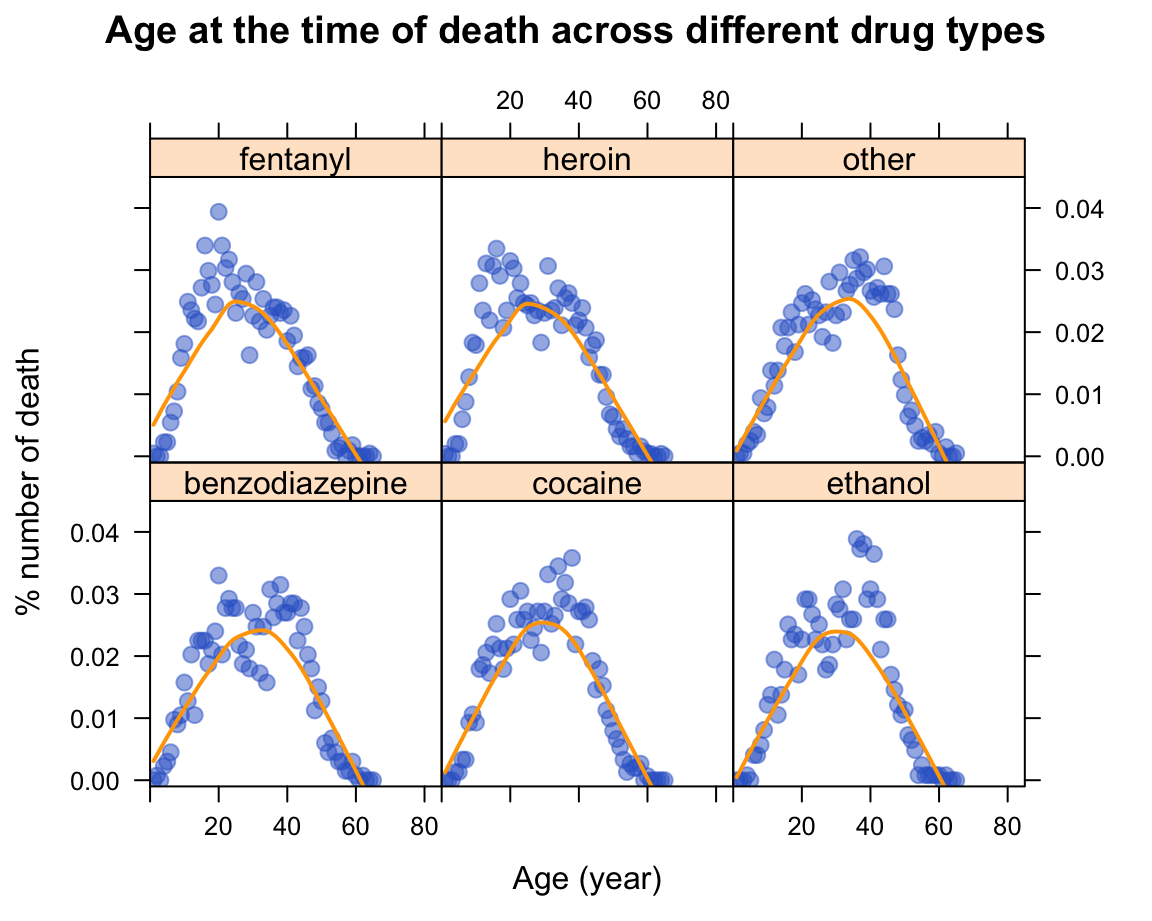 Age at the time of death across different drug types
20 40 60 80
fentanyl heroin other
0.04
0.03
0.02
0.01
0.00
benzodiazepine cocaine ethanol
0.04
0.03
0.02
0.01
0.00
% number of death
20 40 60 80 20 40 60 80
Age (year)